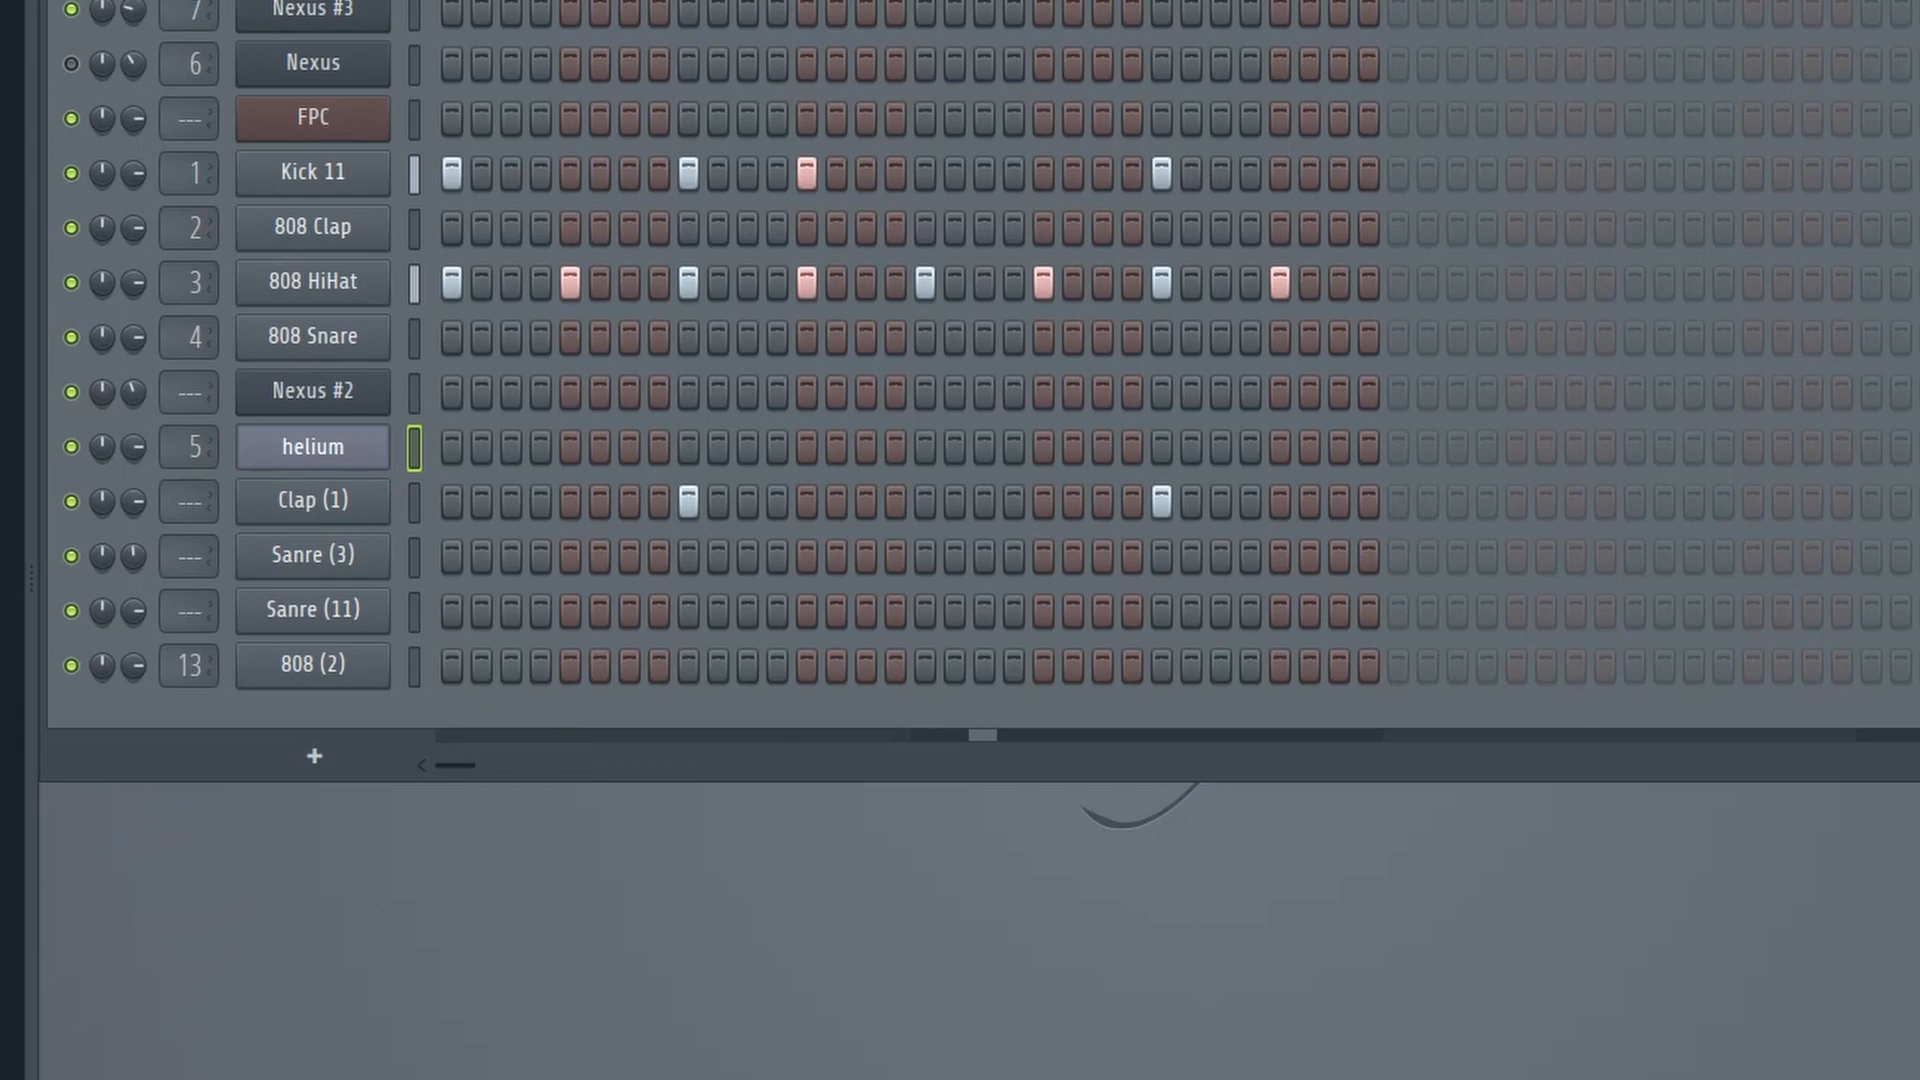 7 Nexus #3
6 Nexus
--- FPC
1 Kick 11
2 808 Clap
3 808 HiHat
4 808 Snare
--- Nexus #2
5 helium
--- Clap (1)
--- Sanre (3)
--- Sanre (11)
13 808 (2)
+